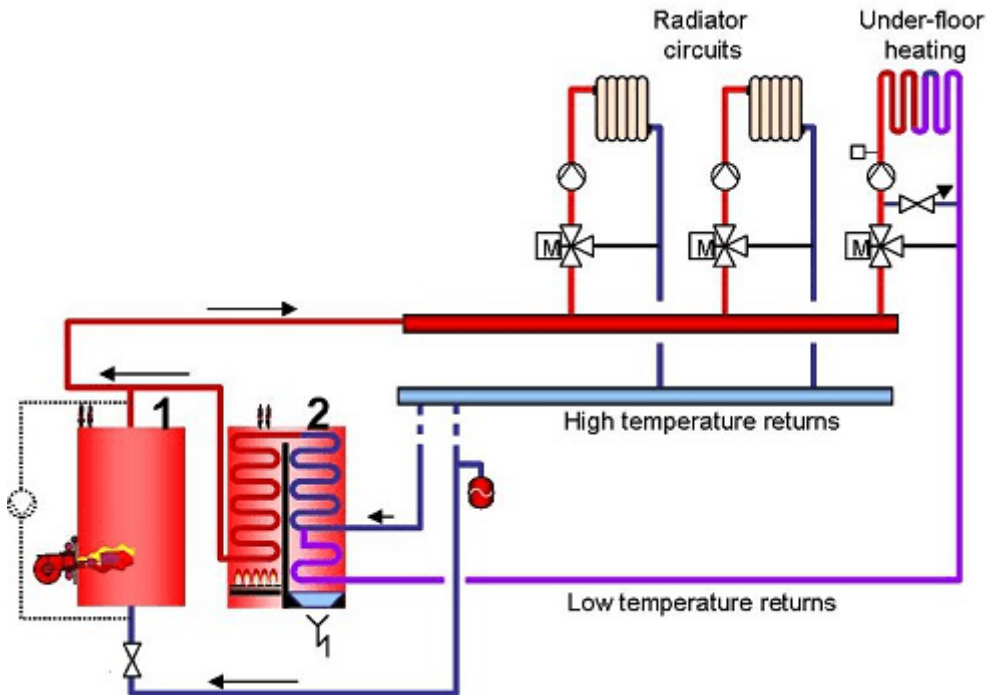 Radiator
circuits
Under-floor
heating
M
M
M
1
2
High temperature returns
Low temperature returns